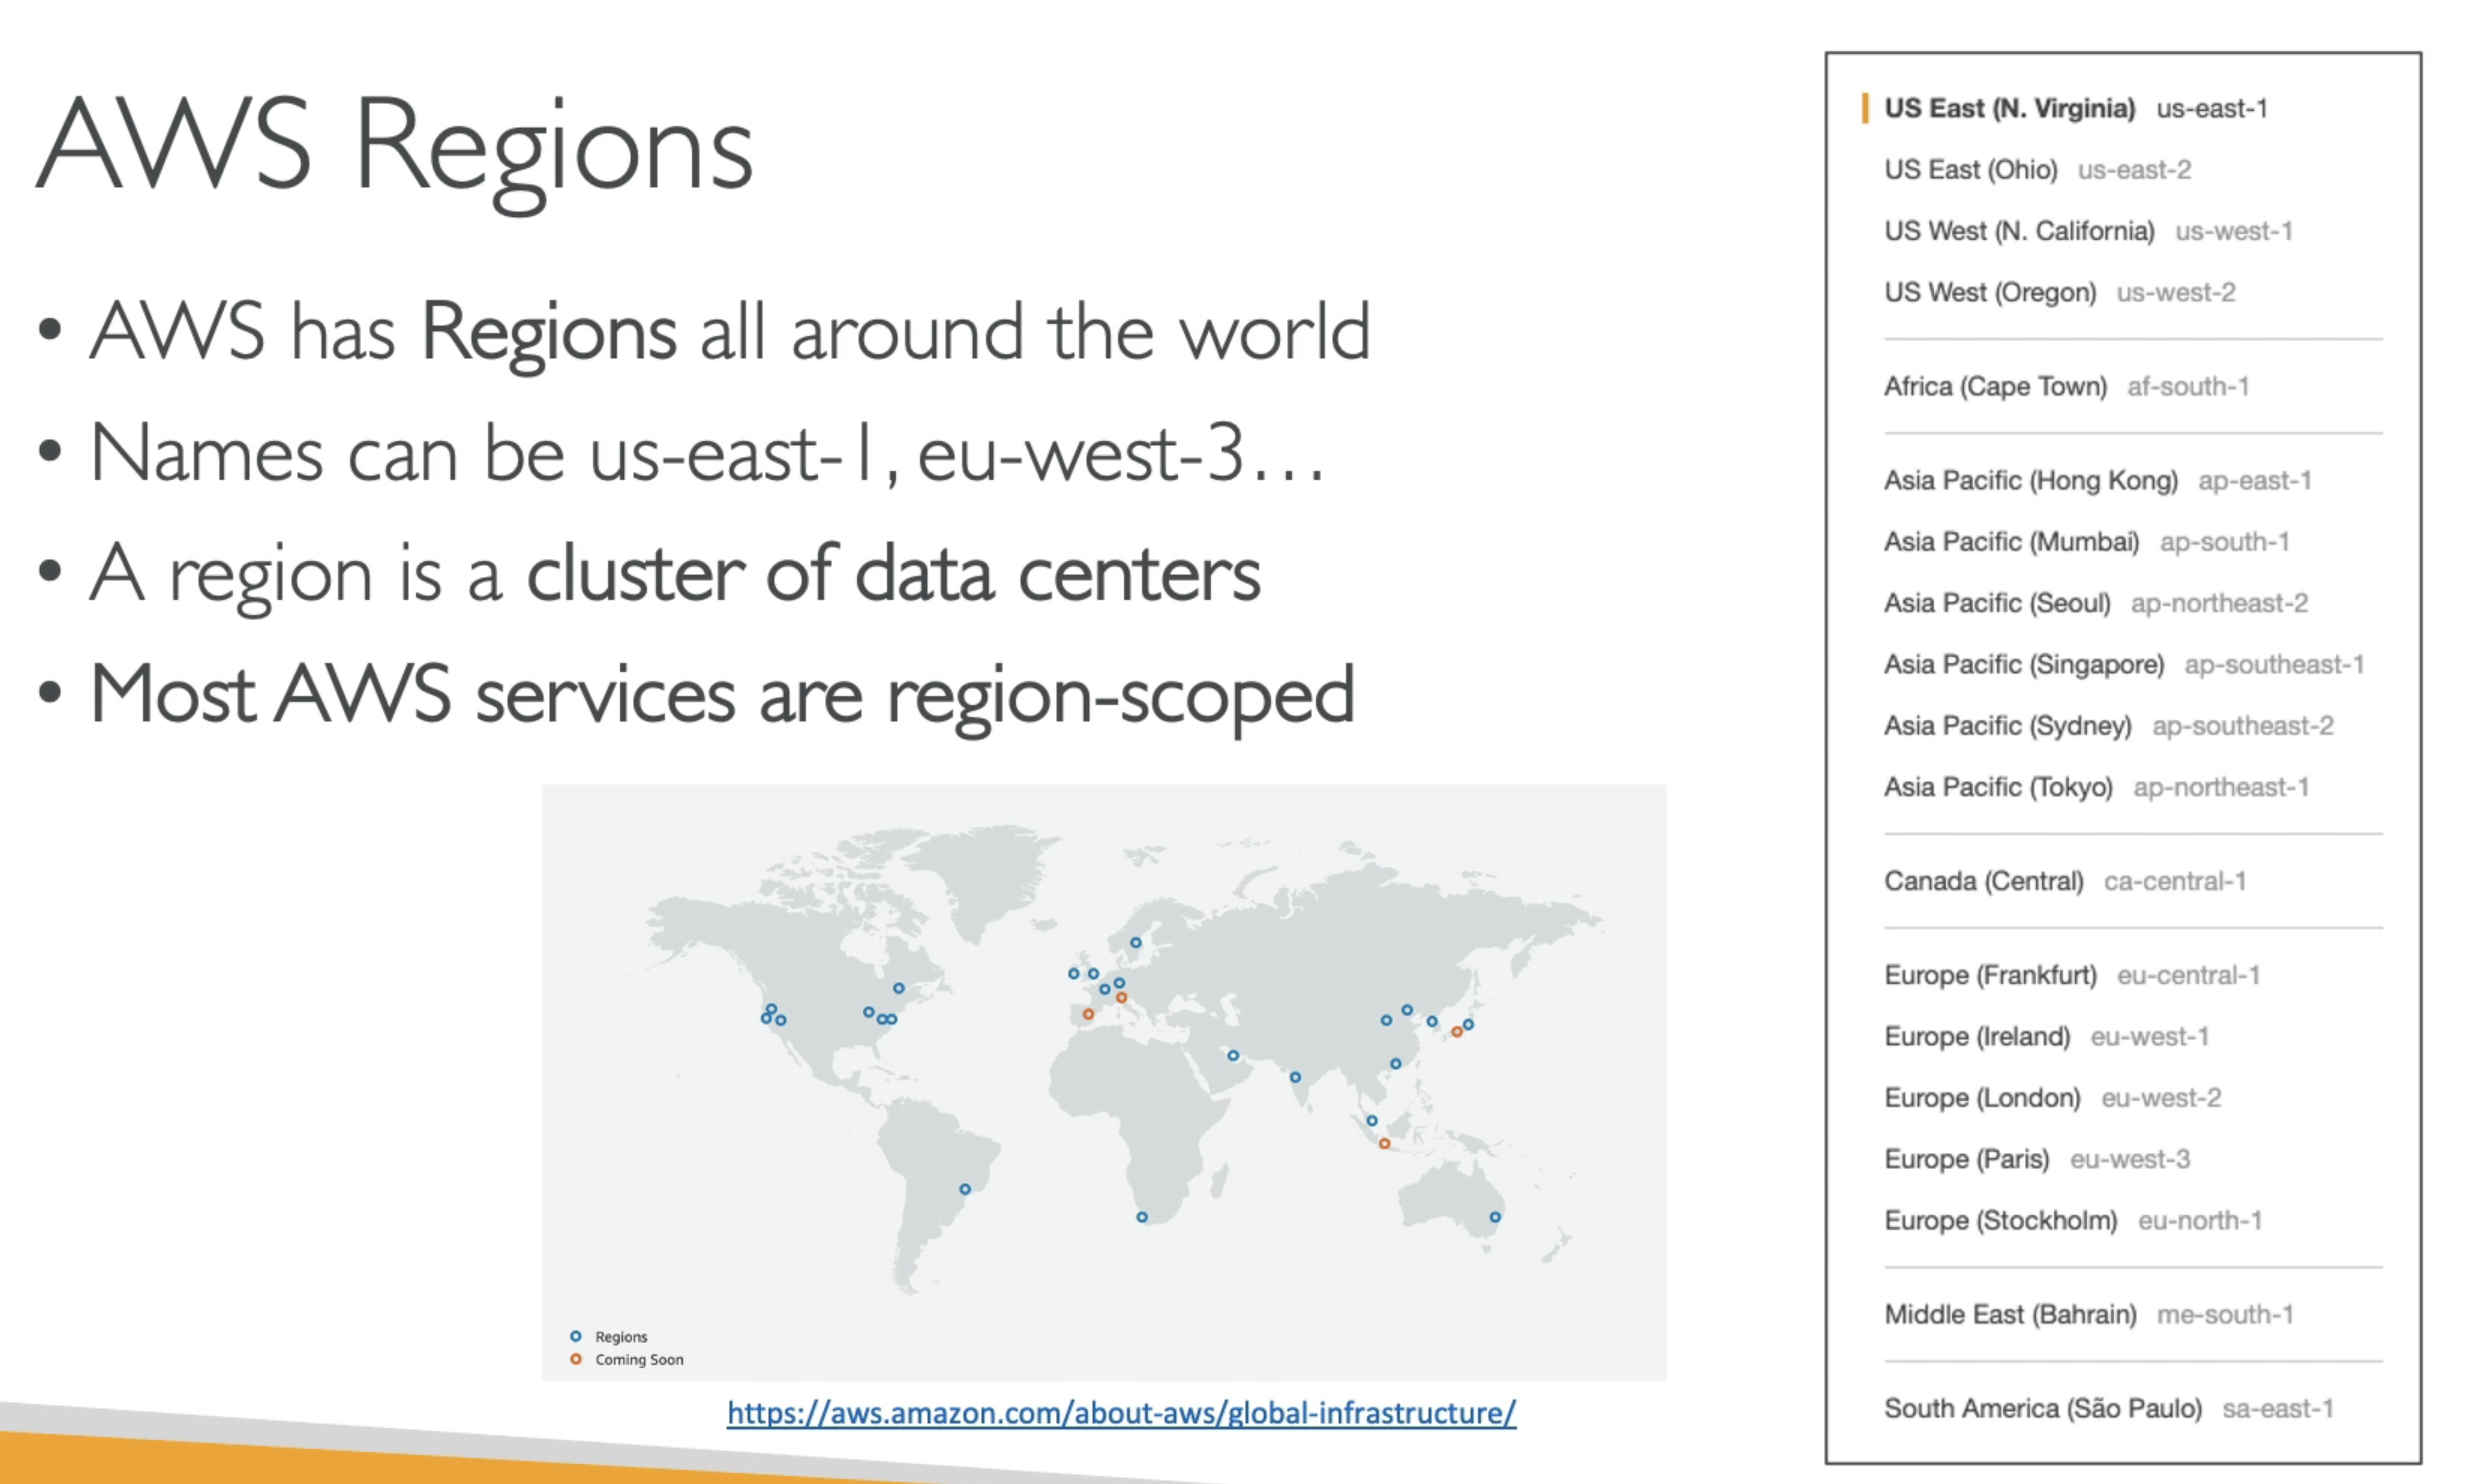 AWS Regions
• AWS has Regions all around the world
• Names can be us-east-1, eu-west-3…
• A region is a cluster of data centers
• Most AWS services are region-scoped
Regions
Coming Soon
https://aws.amazon.com/about-aws/global-infrastructure/
US East (N. Virginia) us-east-1
US East (Ohio) us-east-2
US West (N. California) us-west-1
US West (Oregon) us-west-2
Africa (Cape Town) af-south-1
Asia Pacific (Hong Kong) ap-east-1
Asia Pacific (Mumbai) ap-south-1
Asia Pacific (Seoul) ap-northeast-2
Asia Pacific (Singapore) ap-southeast-1
Asia Pacific (Sydney) ap-southeast-2
Asia Pacific (Tokyo) ap-northeast-1
Canada (Central) ca-central-1
Europe (Frankfurt) eu-central-1
Europe (Ireland) eu-west-1
Europe (London) eu-west-2
Europe (Paris) eu-west-3
Europe (Stockholm) eu-north-1
Middle East (Bahrain) me-south-1
South America (São Paulo) sa-east-1